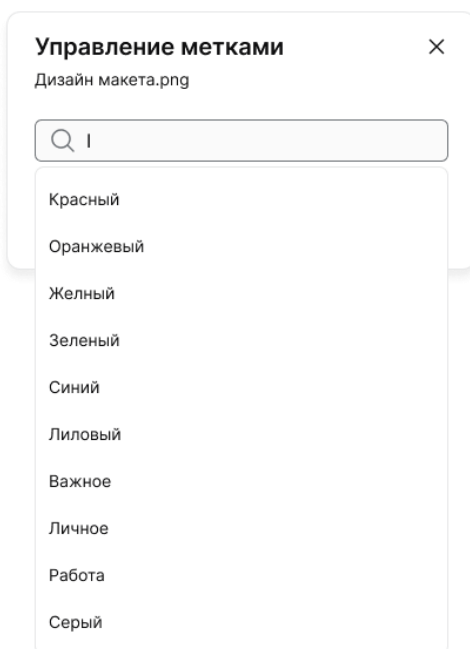 Управление метками
Дизайн макета.png
Красный
Оранжевый
Желный
Зеленый
Синий
Лиловый
Важное
Личное
Работа
Серый